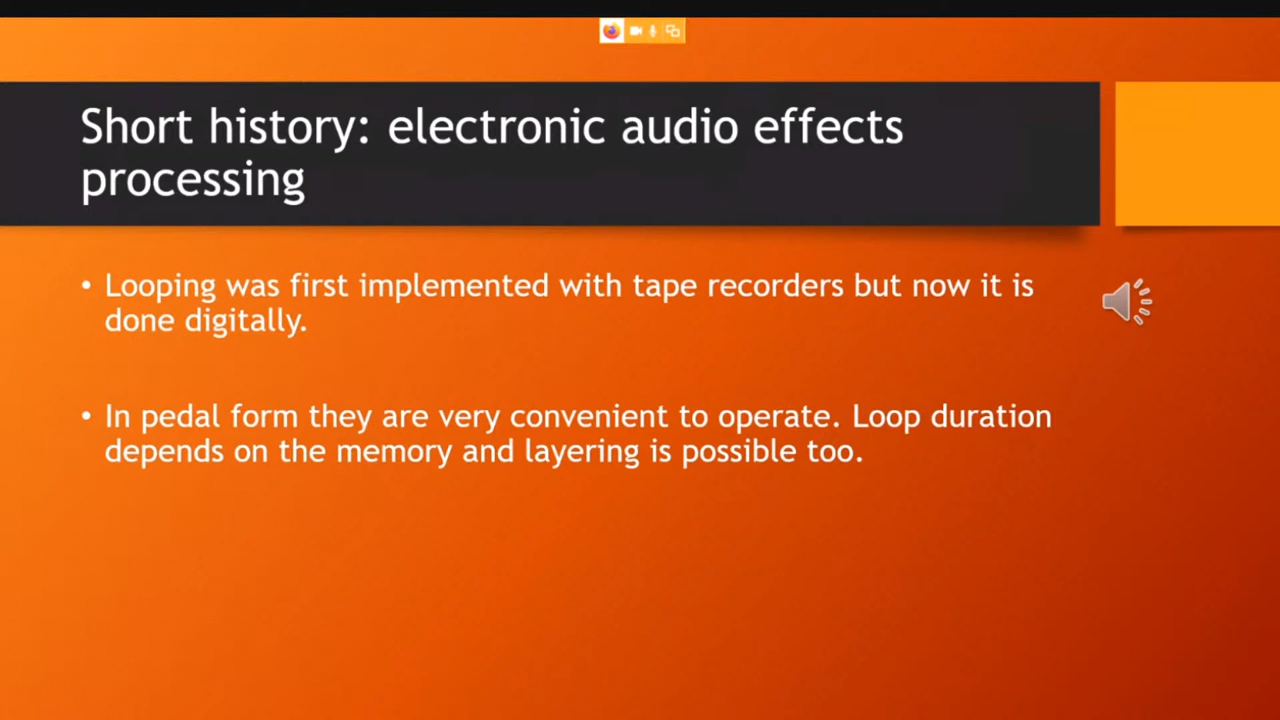 Short history: electronic audio effects
processing
• Looping was first implemented with tape recorders but now it is
done digitally.
• In pedal form they are very convenient to operate. Loop duration
depends on the memory and layering is possible too.